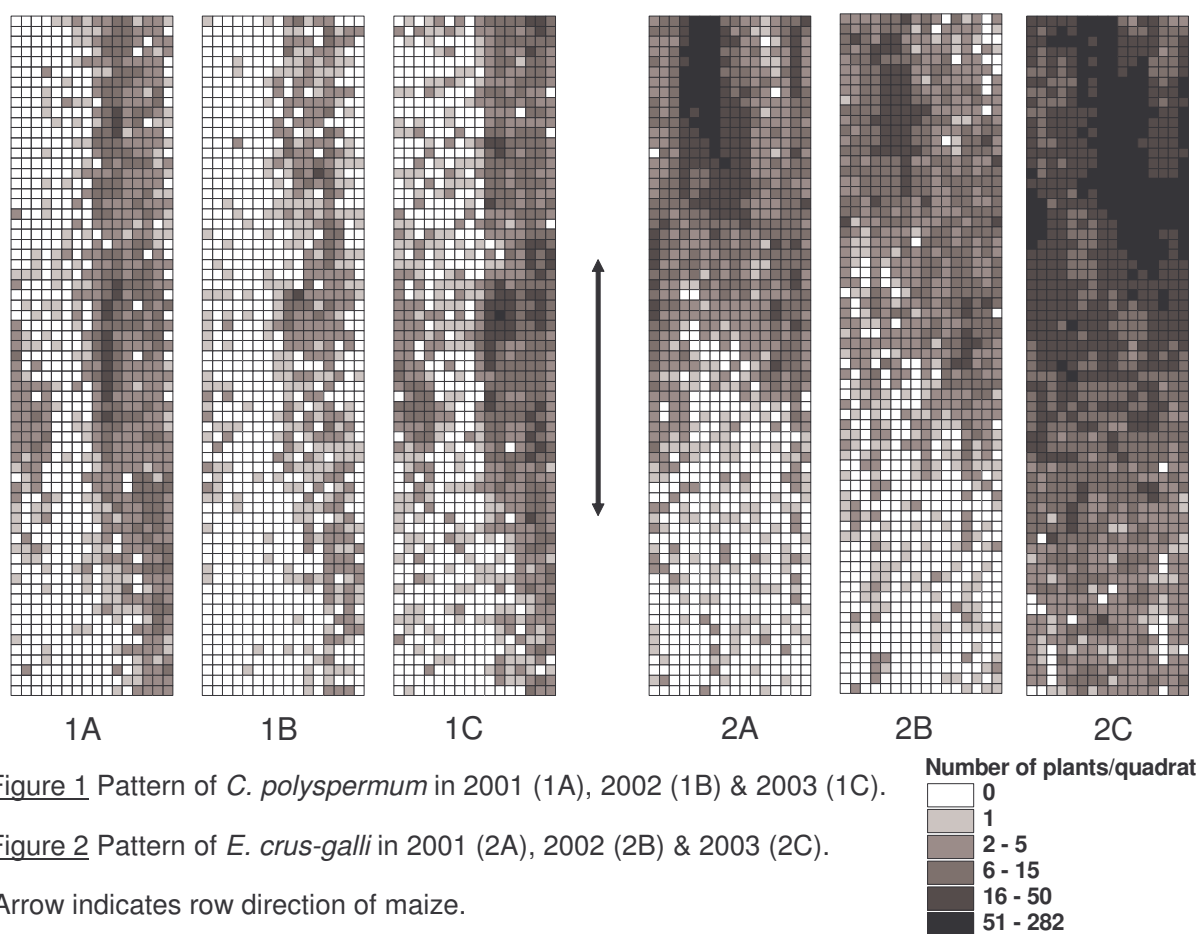 1A 1B 1C 2A 2B 2C
Figure 1 Pattern of C. polyspermum in 2001 (1A), 2002 (1B) & 2003 (1C).
Figure 2 Pattern of E. crus-galli in 2001 (2A), 2002 (2B) & 2003 (2C).
Arrow indicates row direction of maize.
Number of plants/quadrat
0
1
2 - 5
6 - 15
16 - 50
51 - 282